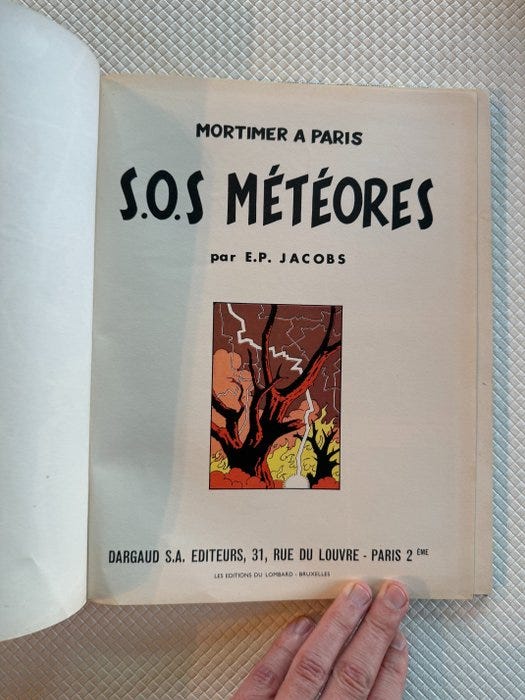 MORTIMER A PARIS
S.O.S MÉTÉORES
par E.P. JACOBS
DARGAUD S.A. EDITEURS, 31, RUE DU LOUVRE - PARIS 2 ÈME
LES EDITIONS DU LOMBARD - BRUXELLES